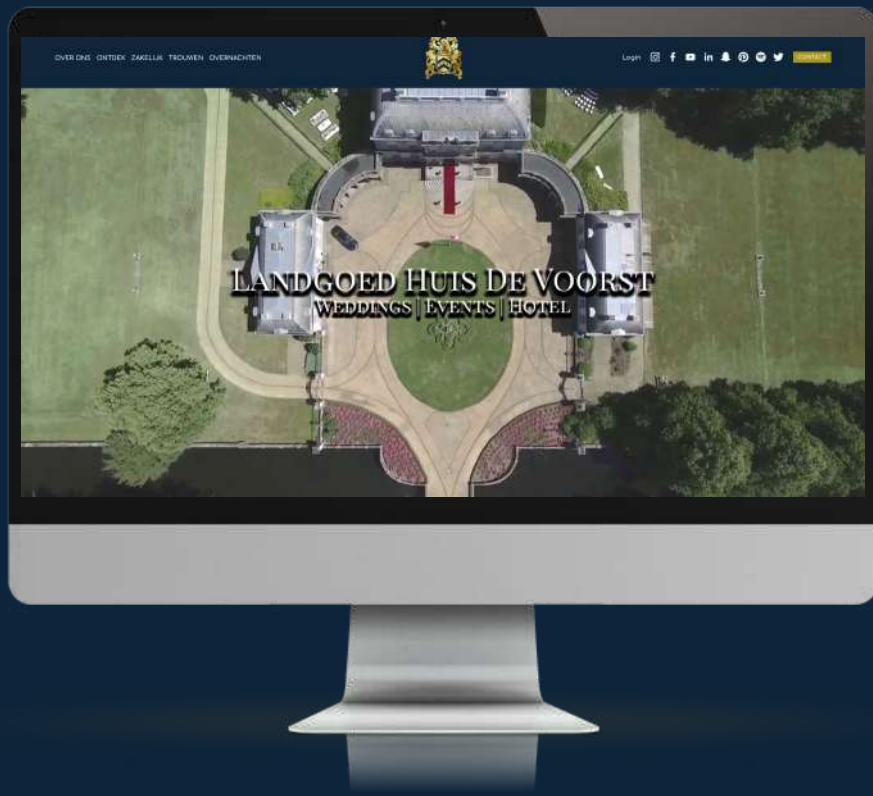 OVER ONS ONTDEK ZAKELIJK TROUWEN OVERNACHTEN
Login
CONTACT
LANDGOED HUIS DE VOORST
WEDDINGS | EVENTS | HOTEL